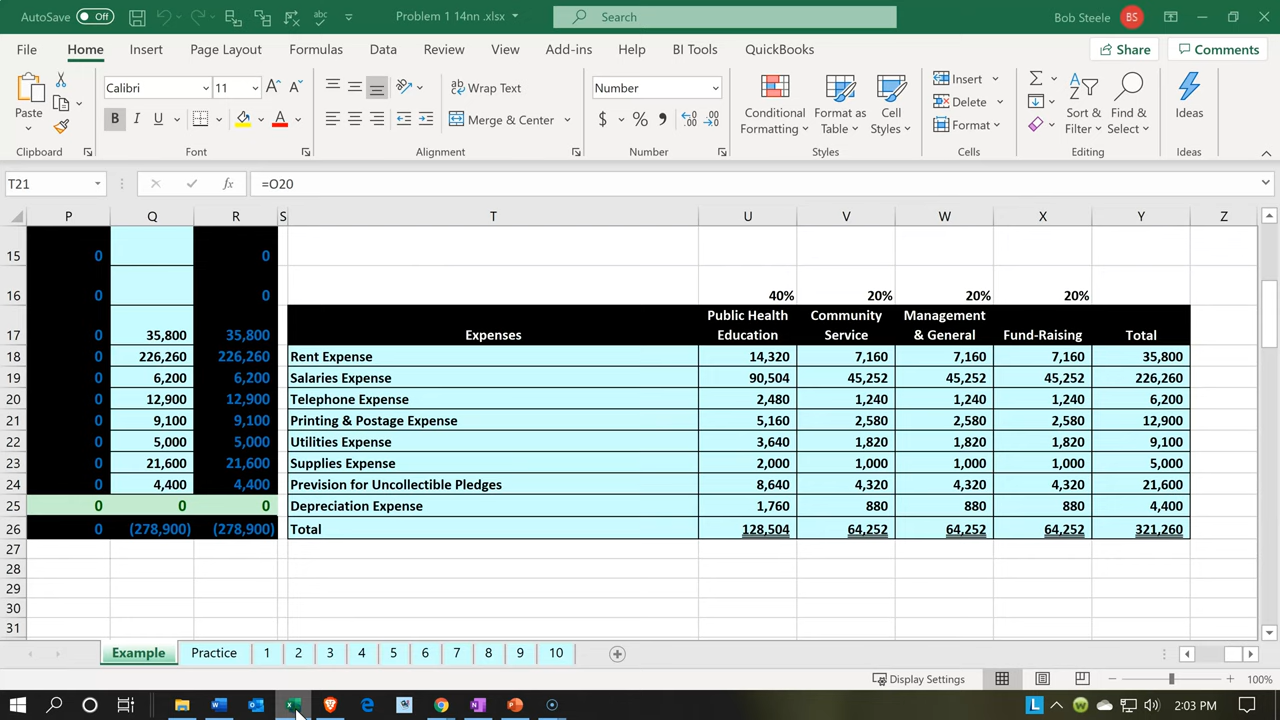 AutoSave Off Problem 1 14nn .xlsx Search Bob Steele BS
File Home Insert Page Layout Formulas Data Review View Add-ins Help BI Tools QuickBooks Share Comments
Paste Calibri 11 A A Wrap Text Number Conditional Formatting Format as Table Cell Styles Insert Sort & Filter Find & Select Ideas
B I U A Merge & Center $ % Delete
Format
Clipboard Font Alignment Number Styles Cells Editing Ideas
T21 fx =O20
P Q R S T U V W X Y Z
15 0 0
16 0 0 40% 20% 20% 20%
Public Health Community Management
17 0 35,800 35,800 Expenses Education Service & General Fund-Raising Total
18 0 226,260 226,260 Rent Expense 14,320 7,160 7,160 7,160 35,800
19 0 6,200 6,200 Salaries Expense 90,504 45,252 45,252 45,252 226,260
20 0 12,900 12,900 Telephone Expense 2,480 1,240 1,240 1,240 6,200
21 0 9,100 9,100 Printing & Postage Expense 5,160 2,580 2,580 2,580 12,900
22 0 5,000 5,000 Utilities Expense 3,640 1,820 1,820 1,820 9,100
23 0 21,600 21,600 Supplies Expense 2,000 1,000 1,000 1,000 5,000
24 0 4,400 4,400 Prevision for Uncollectible Pledges 8,640 4,320 4,320 4,320 21,600
25 0 0 0 Depreciation Expense 1,760 880 880 880 4,400
26 0 (278,900) (278,900) Total 128,504 64,252 64,252 64,252 321,260
27
28
29
30
31
Example Practice 1 2 3 4 5 6 7 8 9 10
Display Settings 100%
2:03 PM